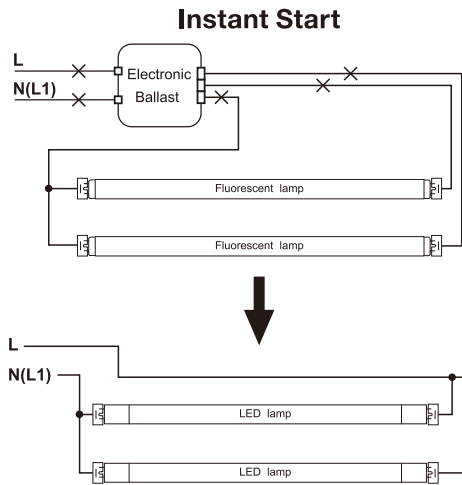 Instant Start
L
N(L1)
Electronic
Ballast
Fluorescent lamp
Fluorescent lamp
L
N(L1)
LED lamp
LED lamp